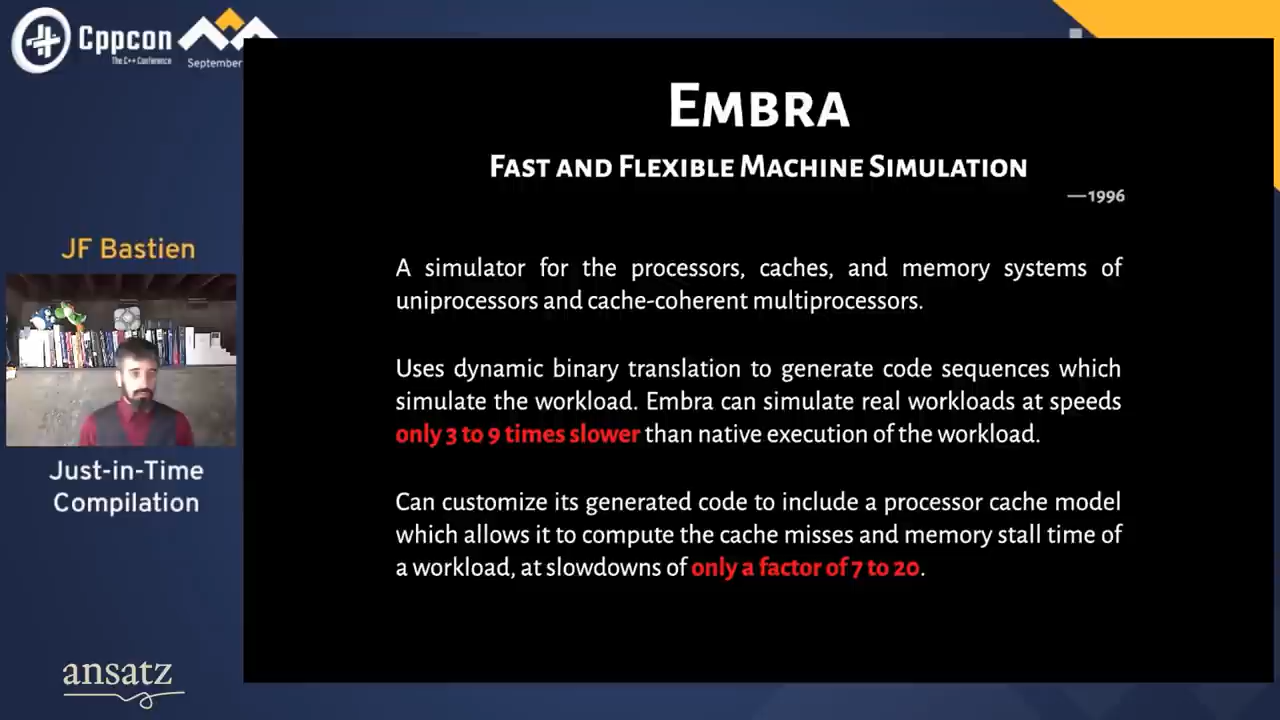 Cppcon
The C++ Conference
September
JF Bastien
Just-in-Time
Compilation
ansatz
EMBRA
FAST AND FLEXIBLE MACHINE SIMULATION
—1996
A simulator for the processors, caches, and memory systems of
uniprocessors and cache-coherent multiprocessors.
Uses dynamic binary translation to generate code sequences which
simulate the workload. Embra can simulate real workloads at speeds
only 3 to 9 times slower than native execution of the workload.
Can customize its generated code to include a processor cache model
which allows it to compute the cache misses and memory stall time of
a workload, at slowdowns of only a factor of 7 to 20.